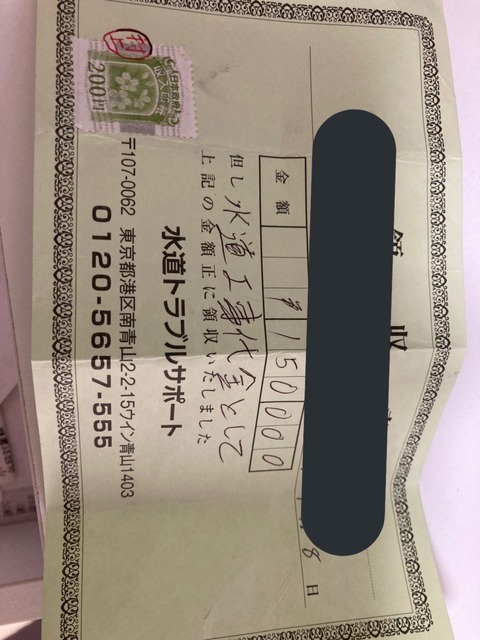 領収
8日
金額 ¥150000
但し 水道工事代金として
上記の金額正に領収いたしました
水道トラブルサポート
〒107-0062 東京都港区南青山2-2-15ウイン青山1403
0120-5657-555
200円